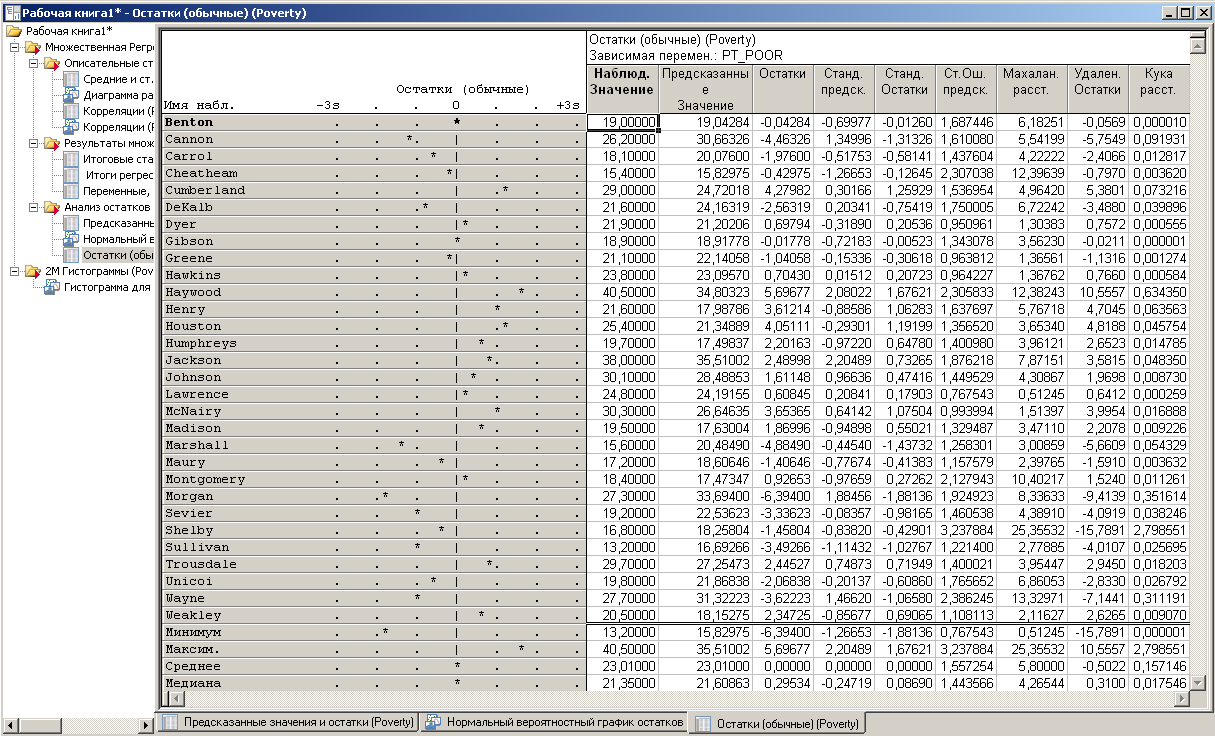 Рабочая книга1* - Остатки (обычные) (Poverty)
Рабочая книга1*
Множественная Регр
Описательные ст
Средние и ст.
Диаграмма ра
Корреляции (F
Корреляции (F
Результаты множ
Итоговые ста
Итоги регрес
Переменные,
Анализ остатков
Предсказанны
Нормальный в
Остатки (обы
2М Гистограммы (Pov
Гистограмма для
Остатки (обычные) (Poverty)
Зависимая перемен.: PT_POOR
Остатки (обычные)
Имя набл. -3s . . 0 . . +3s
Наблюд. Значение Предсказанные Значение Остатки Станд. предск. Станд. Остатки Ст.Ош. предск. Махалан. расст. Удален. Остатки Кука расст.
Benton . . . * . . . 19,00000 19,04284 -0,04284 -0,69977 -0,01260 1,687446 6,18251 -0,0569 0,000010
Cannon . . *. | . . . 26,20000 30,66326 -4,46326 1,34996 -1,31326 1,610080 5,54199 -5,7549 0,091931
Carrol . . . * | . . . 18,10000 20,07600 -1,97600 -0,51753 -0,58141 1,437604 4,22222 -2,4066 0,012817
Cheatheam . . . *| . . . 15,40000 15,82975 -0,42975 -1,26653 -0,12645 2,307038 12,39639 -0,7970 0,003620
Cumberland . . . | .* . . 29,00000 24,72018 4,27982 0,30166 1,25929 1,536954 4,96420 5,3801 0,073216
DeKalb . . .* | . . . 21,60000 24,16319 -2,56319 0,20341 -0,75419 1,750005 6,72242 -3,4880 0,039896
Dyer . . . |* . . . 21,90000 21,20206 0,69794 -0,31890 0,20536 0,950961 1,30383 0,7572 0,000555
Gibson . . . * . . . 18,90000 18,91778 -0,01778 -0,72183 -0,00523 1,343078 3,56230 -0,0211 0,000001
Greene . . . *| . . . 21,10000 22,14058 -1,04058 -0,15336 -0,30618 0,963812 1,36561 -1,1316 0,001274
Hawkins . . . |* . . . 23,80000 23,09570 0,70430 0,01512 0,20723 0,964227 1,36762 0,7660 0,000584
Haywood . . . | . * . . 40,50000 34,80323 5,69677 2,08022 1,67621 2,305833 12,38243 10,5557 0,634350
Henry . . . | * . . 21,60000 17,98786 3,61214 -0,88586 1,06283 1,637697 5,76718 4,7045 0,063563
Houston . . . | .* . . 25,40000 21,34889 4,05111 -0,29301 1,19199 1,356520 3,65340 4,8188 0,045754
Humphreys . . . | * . . . 19,70000 17,49837 2,20163 -0,97220 0,64780 1,400980 3,96121 2,6523 0,014785
Jackson . . . | *. . . 38,00000 35,51002 2,48998 2,20489 0,73265 1,876218 7,87151 3,5815 0,048350
Johnson . . . | * . . . 30,10000 28,48853 1,61148 0,96636 0,47416 1,449529 4,30867 1,9698 0,008730
Lawrence . . . |* . . . 24,80000 24,19155 0,60845 0,20841 0,17903 0,767543 0,51245 0,6412 0,000259
McNairy . . . | * . . 30,30000 26,64635 3,65365 0,64142 1,07504 0,993994 1,51397 3,9954 0,016888
Madison . . . | * . . . 19,50000 17,63004 1,86996 -0,94898 0,55021 1,329487 3,47110 2,2078 0,009226
Marshall . . * . | . . . 15,60000 20,48490 -4,88490 -0,44540 -1,43732 1,258301 3,00859 -5,6609 0,054329
Maury . . . * | . . . 17,20000 18,60646 -1,40646 -0,77674 -0,41383 1,157579 2,39765 -1,5910 0,003632
Montgomery . . . |* . . . 18,40000 17,47347 0,92653 -0,97659 0,27262 2,127943 10,40217 1,5240 0,011261
Morgan . .* . | . . . 27,30000 33,69400 -6,39400 1,88456 -1,88136 1,924923 8,33633 -9,4139 0,351614
Sevier . . * | . . . 19,20000 22,53623 -3,33623 -0,08357 -0,98165 1,460538 4,38910 -4,0919 0,038246
Shelby . . . * | . . . 16,80000 18,25804 -1,45804 -0,83820 -0,42901 3,237884 25,35532 -15,7891 2,798551
Sullivan . . * | . . . 13,20000 16,69266 -3,49266 -1,11432 -1,02767 1,221400 2,77885 -4,0107 0,025695
Trousdale . . . | *. . . 29,70000 27,25473 2,44527 0,74873 0,71949 1,400021 3,95447 2,9450 0,018203
Unicoi . . . * | . . . 19,80000 21,86838 -2,06838 -0,20137 -0,60860 1,765652 6,86053 -2,8330 0,026792
Wayne . . * | . . . 27,70000 31,32223 -3,62223 1,46620 -1,06580 2,386245 13,32971 -7,1441 0,311191
Weakley . . . | * . . . 20,50000 18,15275 2,34725 -0,85677 0,69065 1,108113 2,11627 2,6265 0,009070
Минимум . .* . | . . . 13,20000 15,82975 -6,39400 -1,26653 -1,88136 0,767543 0,51245 -15,7891 0,000001
Максим. . . . | . * . . 40,50000 35,51002 5,69677 2,20489 1,67621 3,237884 25,35532 10,5557 2,798551
Среднее . . . * . . . 23,01000 23,01000 0,00000 0,00000 0,00000 1,557254 5,80000 -0,5022 0,157146
Медиана . . . * . . . 21,35000 21,60863 0,29534 -0,24719 0,08690 1,443566 4,26544 0,3100 0,017546
Предсказанные значения и остатки (Poverty) Нормальный вероятностный график остатков Остатки (обычные) (Poverty)